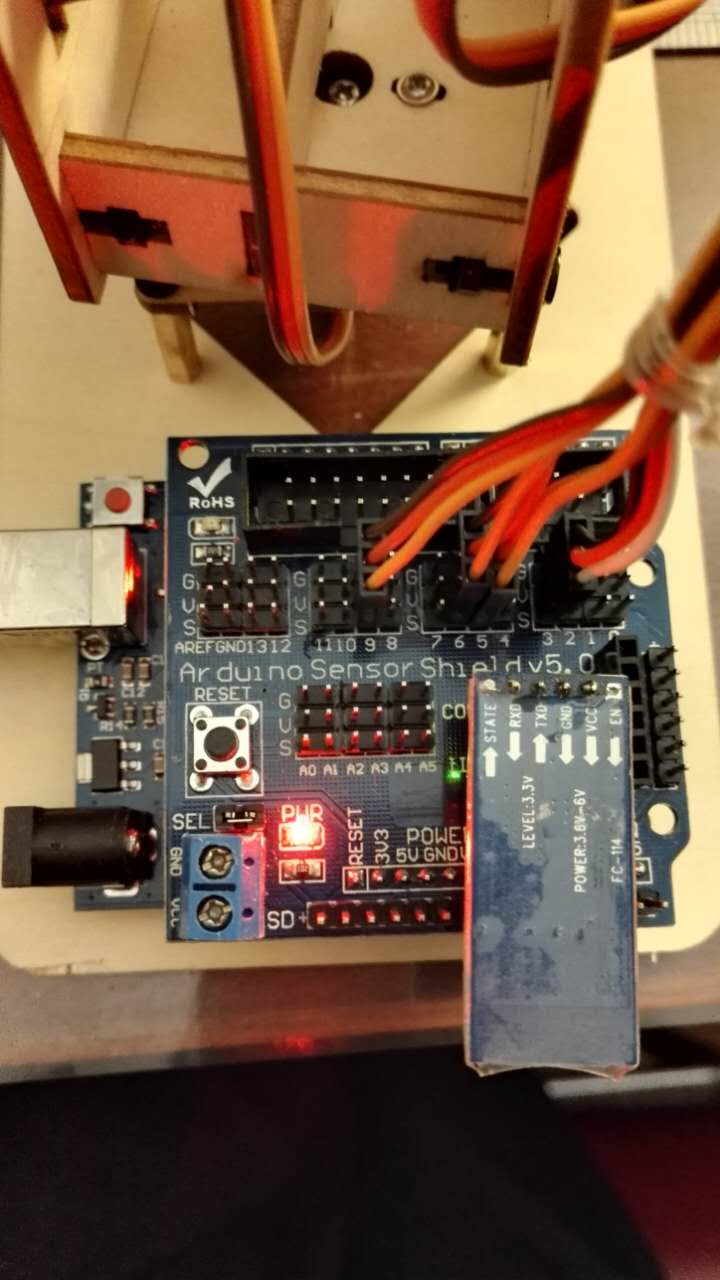 RoHS
G
V
S
G
V
S
G
V
S
G
V
S
AREFGND1312
1110 9 8
7 6 5 4
3 2 1 0
Arduino Sensor Shield v5.0
RESET
G
V
S
A0 A1 A2 A3 A4 A5
SEL
PWR
GND
VCC
RESET
3V3
5V GND
POWE
SD+
STATE
RXD
TXD
GND
VCC
EN
LEVEL:3.3V
POWER:3.6V--6V
FC-114